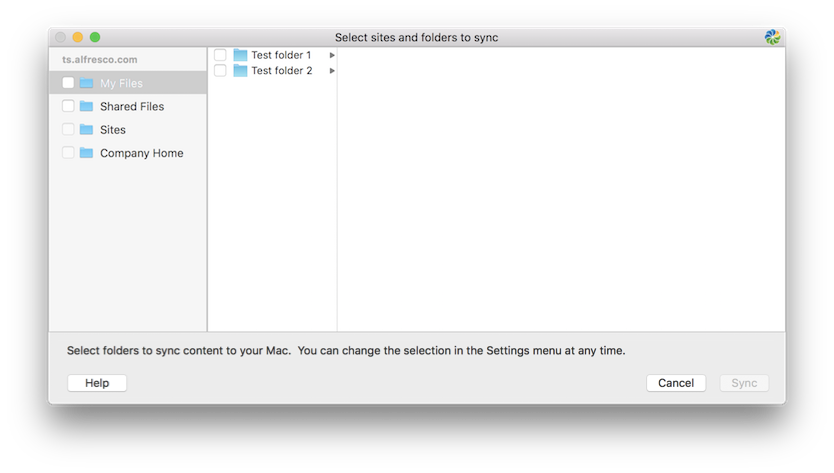 Select sites and folders to sync
ts.alfresco.com
My Files
Shared Files
Sites
Company Home
Test folder 1
Test folder 2
Select folders to sync content to your Mac. You can change the selection in the Settings menu at any time.
Help
Cancel
Sync